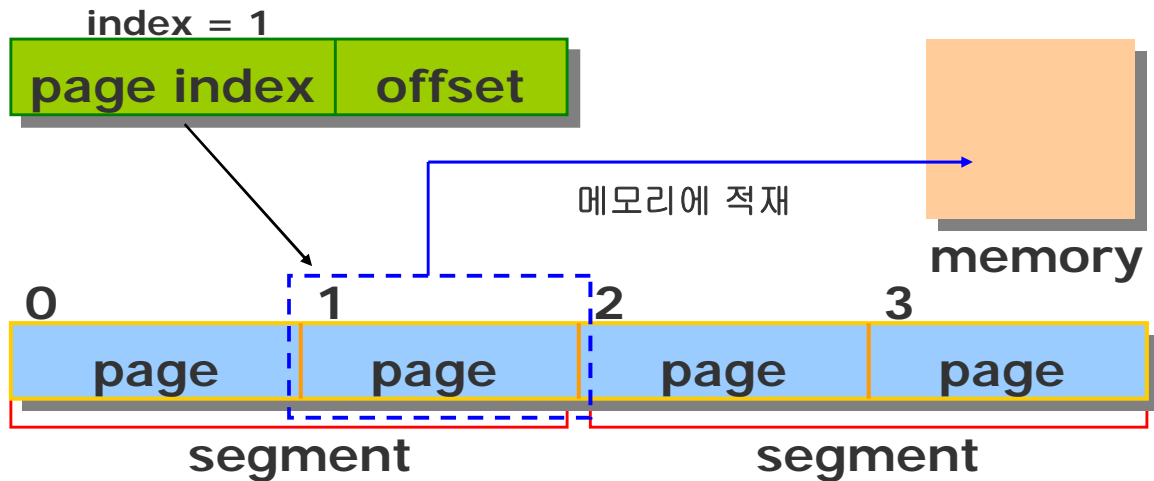 index = 1
page index offset
메모리에 적재
memory
0 1 2 3
page page page page
segment segment